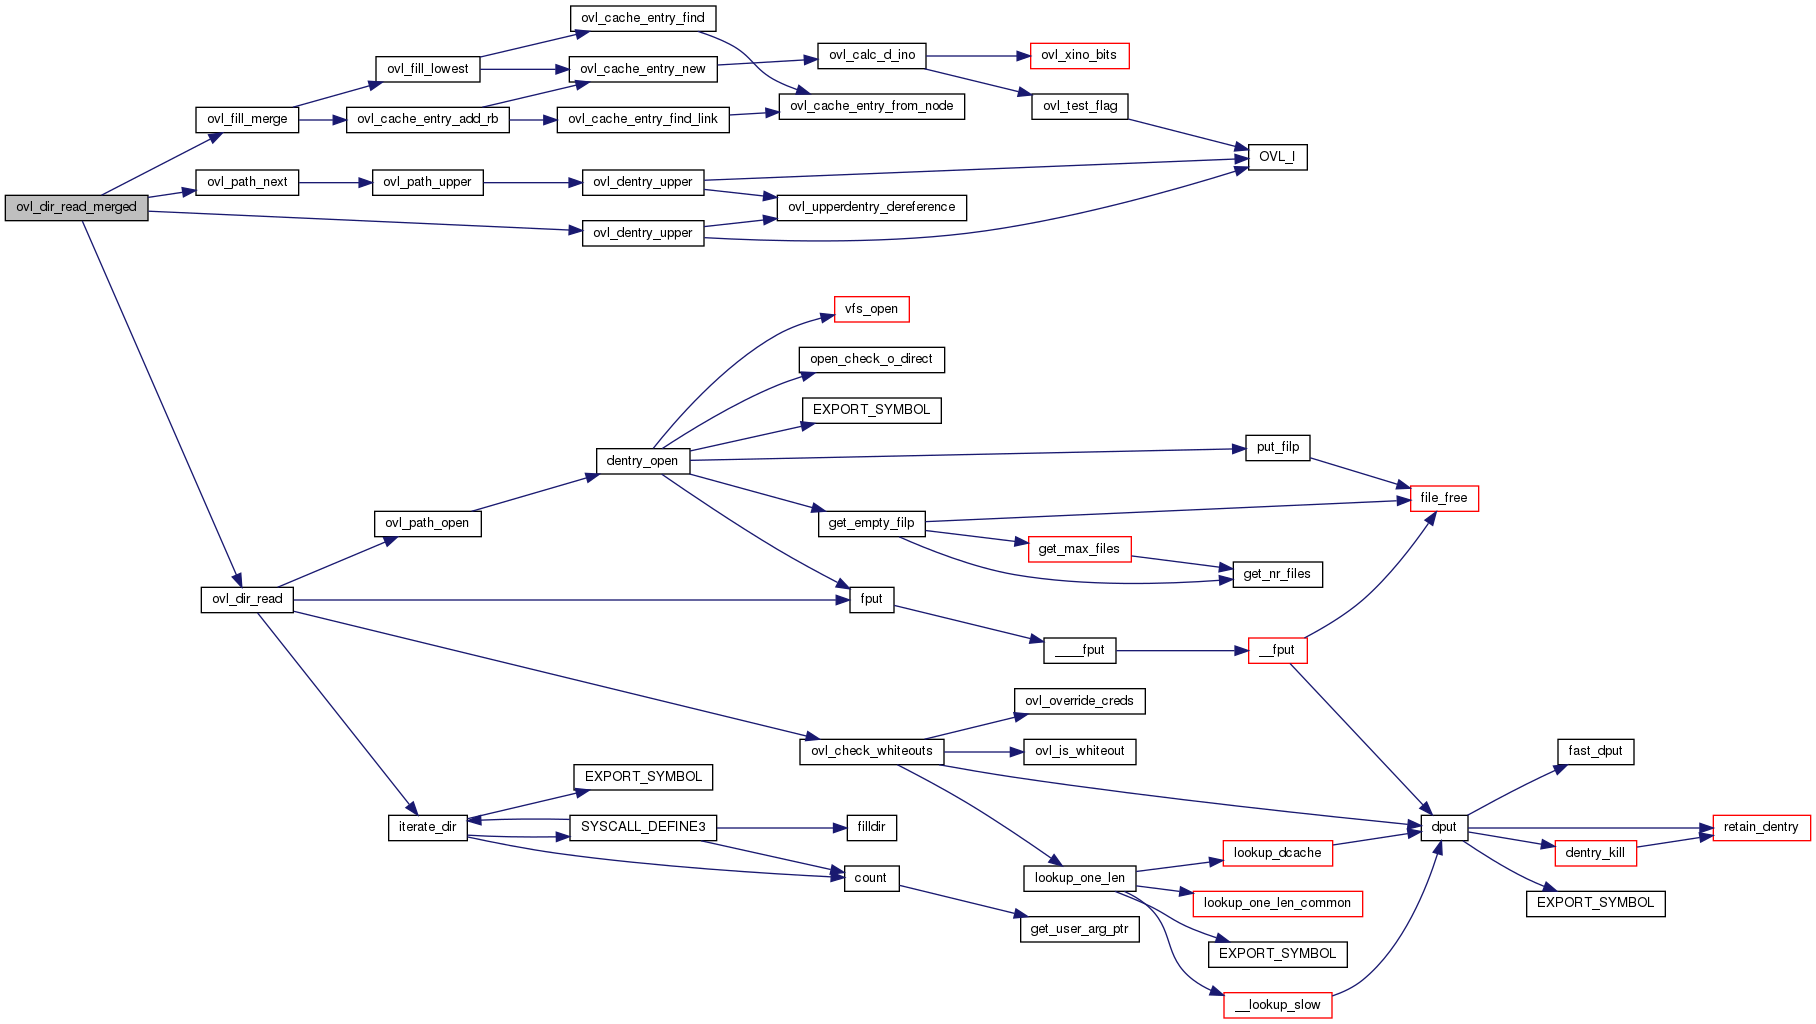 ovl_cache_entry_find
ovl_fill_lowest
ovl_cache_entry_new
ovl_calc_d_ino
ovl_xino_bits
ovl_cache_entry_from_node
ovl_test_flag
ovl_fill_merge
ovl_cache_entry_add_rb
ovl_cache_entry_find_link
OVL_I
ovl_path_next
ovl_path_upper
ovl_dentry_upper
ovl_dir_read_merged
ovl_upperdentry_dereference
ovl_dentry_upper
vfs_open
open_check_o_direct
EXPORT_SYMBOL
dentry_open
put_filp
file_free
ovl_path_open
get_empty_filp
get_max_files
get_nr_files
ovl_dir_read
fput
____fput
__fput
ovl_override_creds
ovl_check_whiteouts
ovl_is_whiteout
fast_dput
EXPORT_SYMBOL
iterate_dir
SYSCALL_DEFINE3
filldir
dput
retain_dentry
lookup_dcache
dentry_kill
count
lookup_one_len
lookup_one_len_common
EXPORT_SYMBOL
get_user_arg_ptr
EXPORT_SYMBOL
__lookup_slow